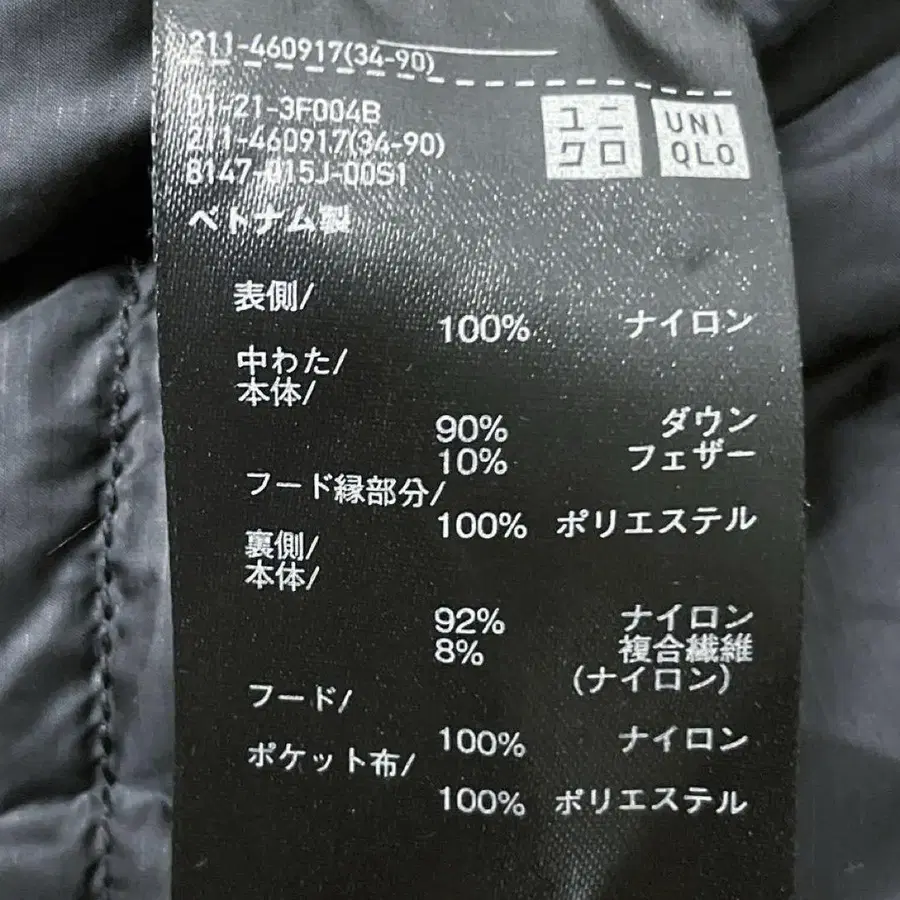 211-460917(34-90)
01-21-3F004B
211-460917(34-90)
8147-015J-00S1
ユニ
クロ
UNI
QLO
ベトナム製
表側/
100% ナイロン
中わた/
本体/
90% ダウン
10% フェザー
フード縁部分/
100% ポリエステル
裏側/
本体/
92% ナイロン
8% 複合繊維
(ナイロン)
フード/
100% ナイロン
ポケット布/
100% ポリエステル